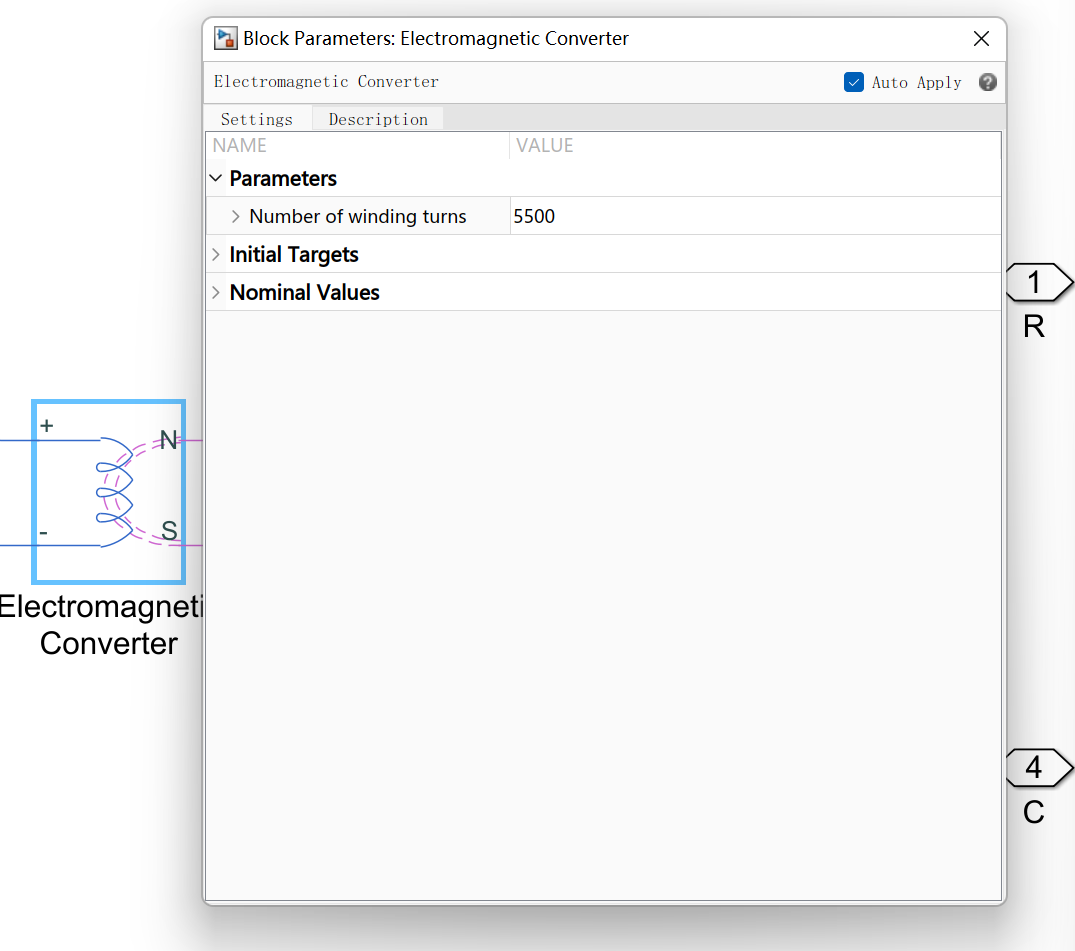 Block Parameters: Electromagnetic Converter
Electromagnetic Converter
Auto Apply
?
Settings
Description
NAME
VALUE
Parameters
Number of winding turns
5500
Initial Targets
Nominal Values
1
R
+
N
-
S
Electromagneti
Converter
4
C